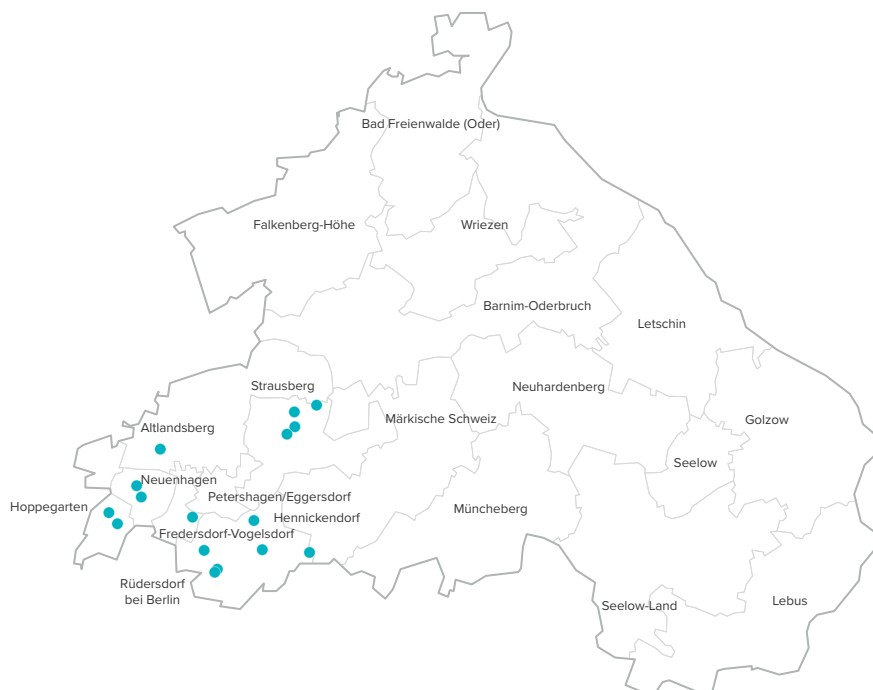 Bad Freienwalde (Oder)
Falkenberg-Höhe
Wriezen
Barnim-Oderbruch
Letschin
Strausberg
Neuhardenberg
Märkische Schweiz
Golzow
Altlandsberg
Seelow
Neuenhagen
Petershagen/Eggersdorf
Hoppegarten
Müncheberg
Hennickendorf
Fredersdorf-Vogelsdorf
Rüdersdorf
bei Berlin
Seelow-Land
Lebus